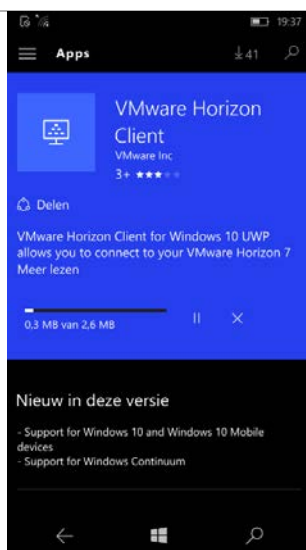 19:37
Apps
41
VMware Horizon
Client
VMware Inc
3+
Delen
VMware Horizon Client for Windows 10 UWP
allows you to connect to your VMware Horizon 7
Meer lezen
0,3 MB van 2,6 MB
Nieuw in deze versie
- Support for Windows 10 and Windows 10 Mobile
devices
- Support for Windows Continuum